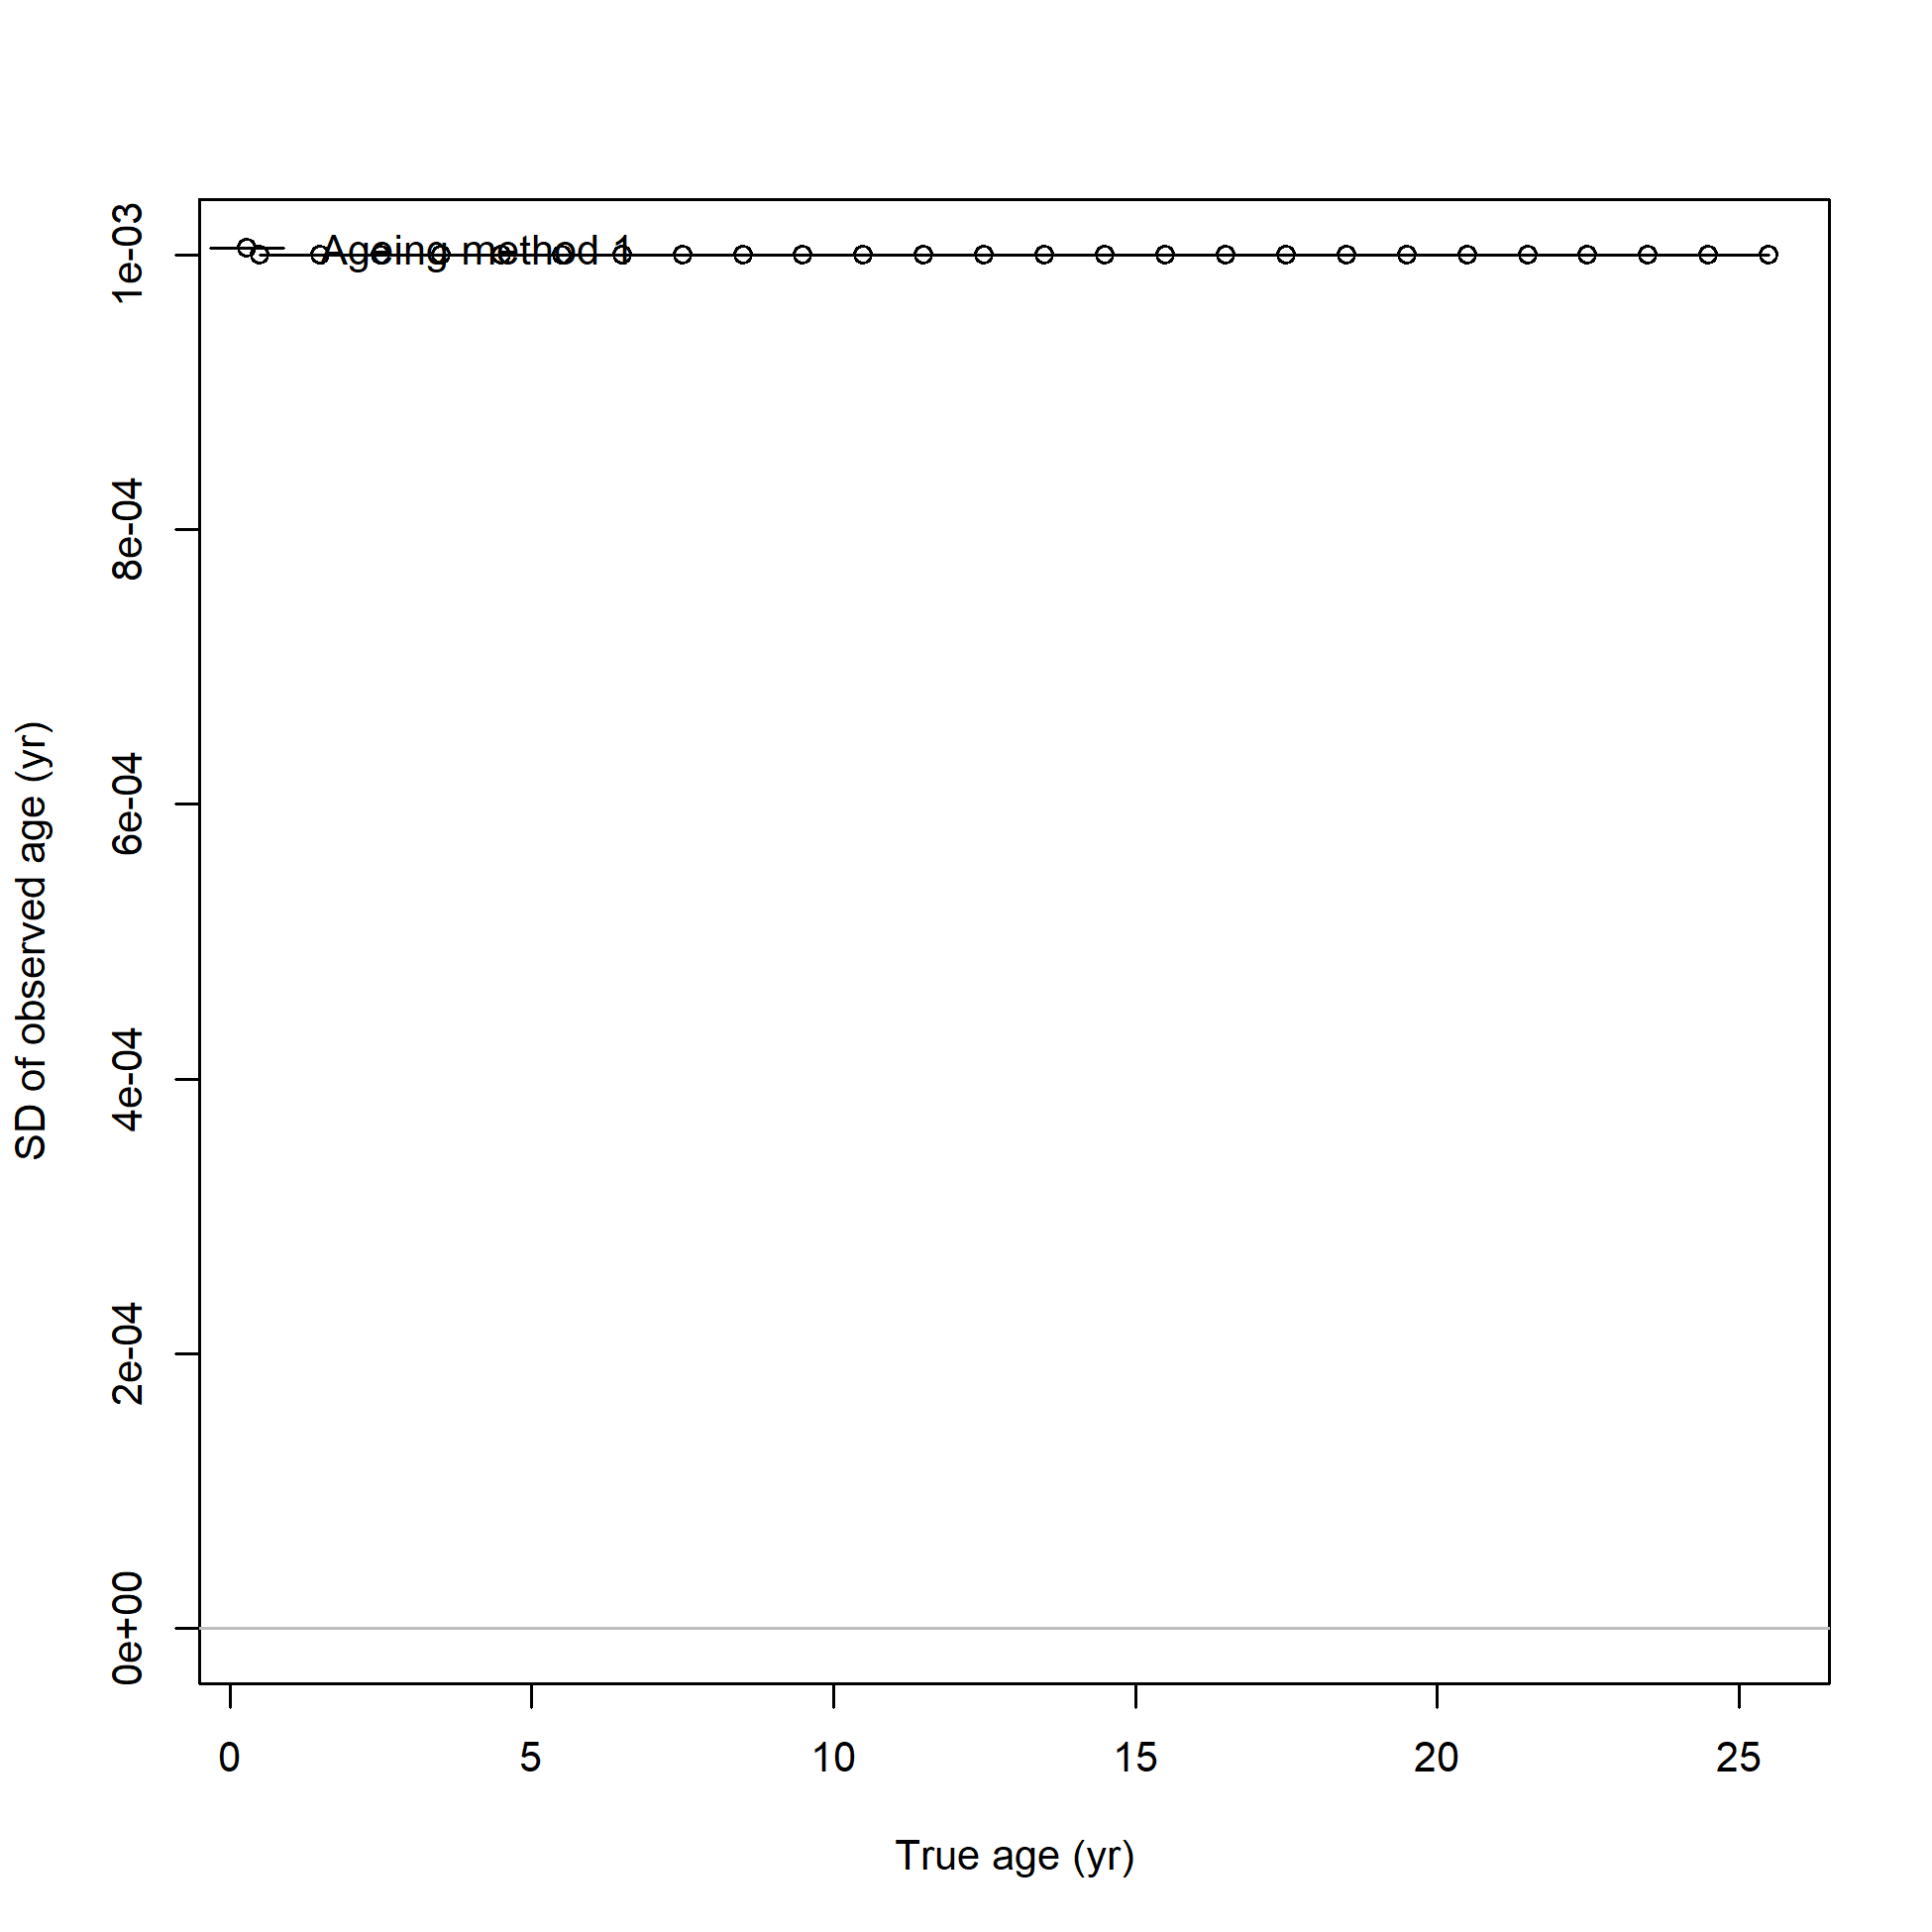 Ageing method 1
1e-03
8e-04
6e-04
4e-04
2e-04
0e+00
SD of observed age (yr)
0 5 10 15 20 25
True age (yr)